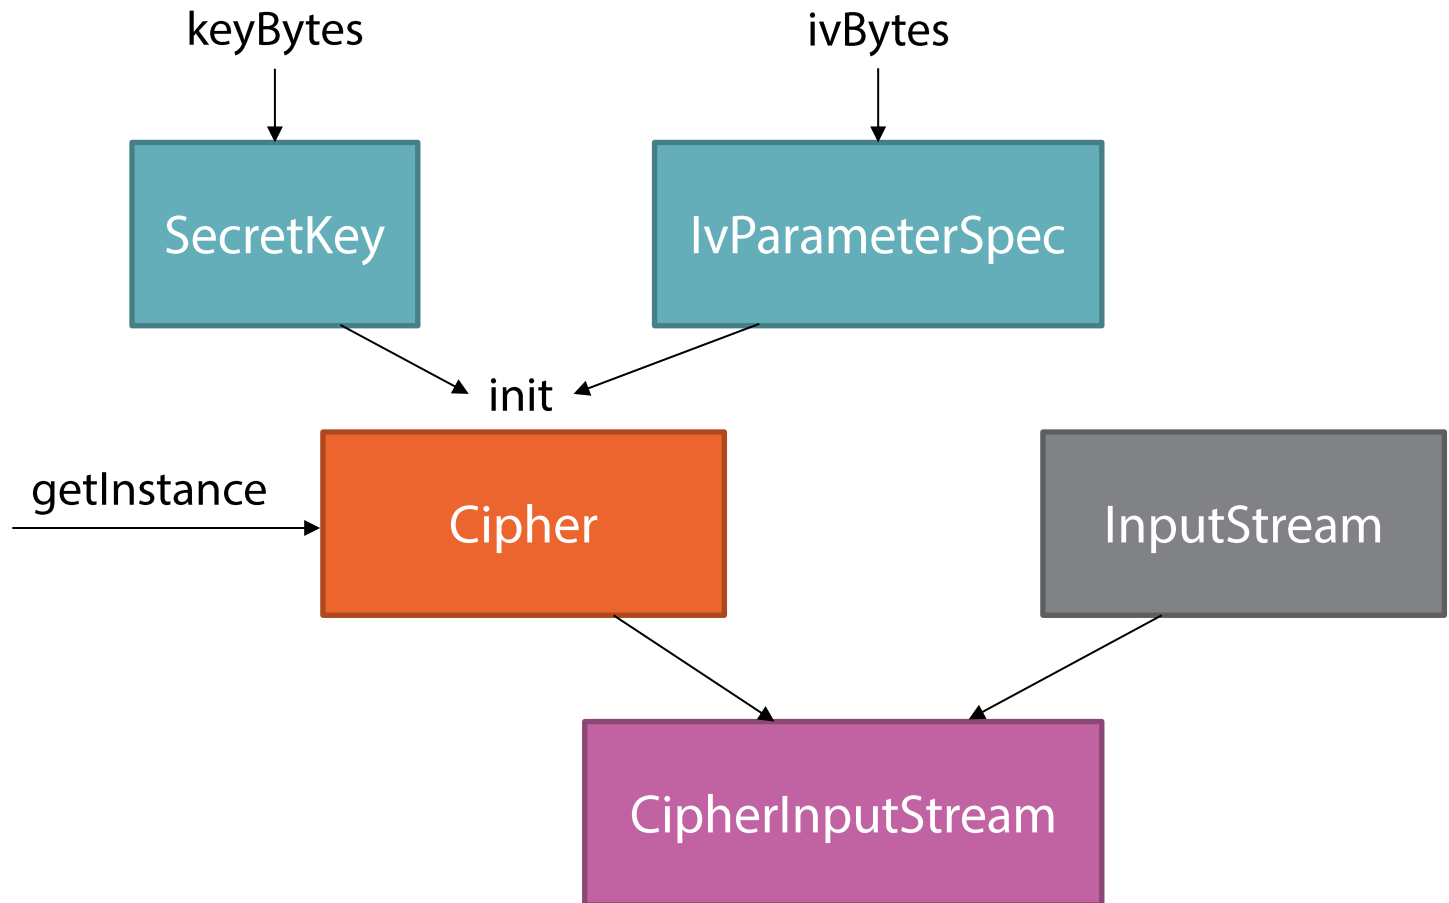 keyBytes
ivBytes
SecretKey
IvParameterSpec
init
getInstance
Cipher
InputStream
CipherInputStream